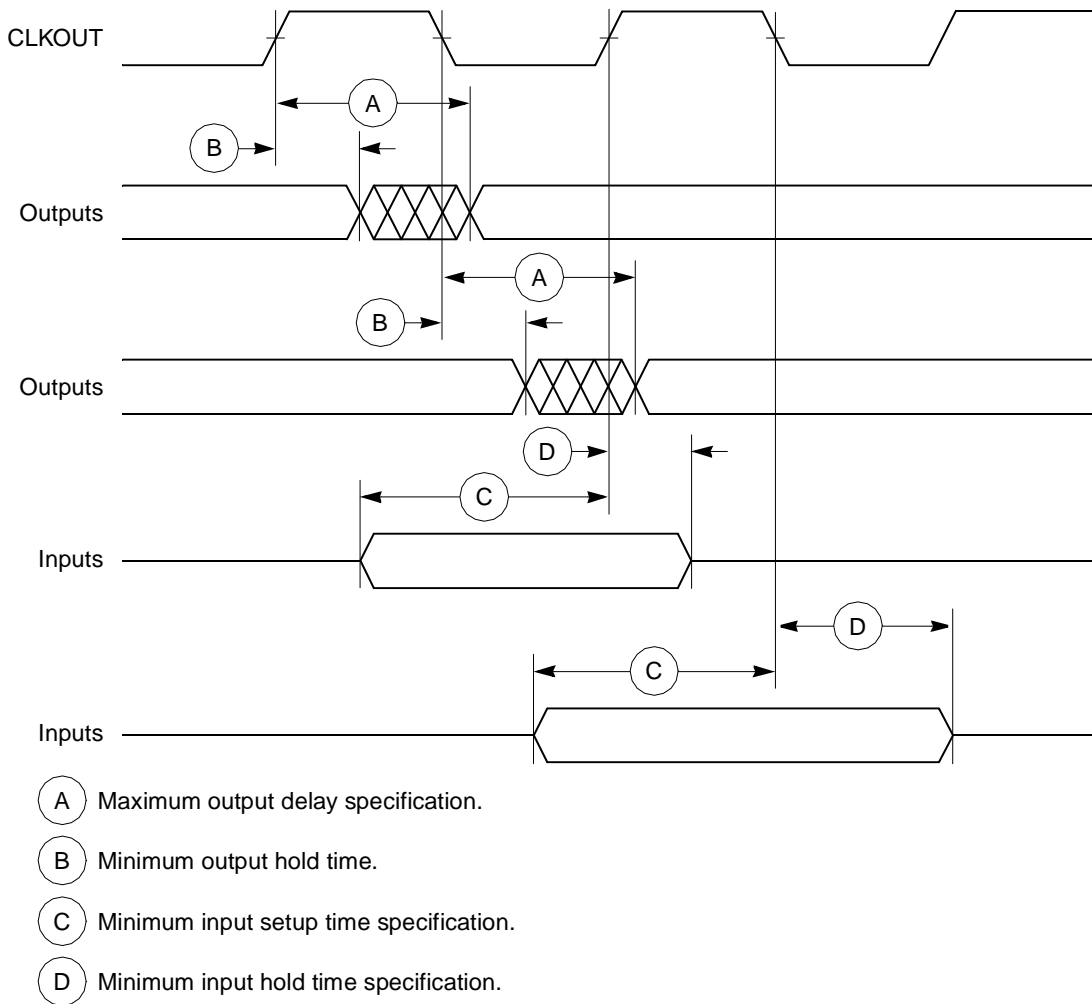 CLKOUT
A
B
Outputs
A
B
Outputs
D
C
Inputs
D
C
Inputs
A Maximum output delay specification.
B Minimum output hold time.
C Minimum input setup time specification.
D Minimum input hold time specification.